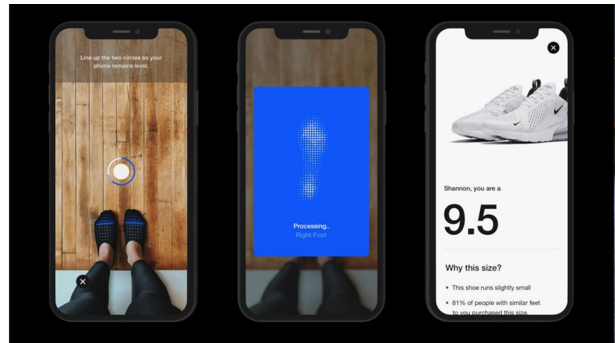 Line up the two circles so your
phone remains level.
Processing..
Right Foot
Shannon, you are a
9.5
Why this size?
This shoe runs slightly small
81% of people with similar feet
to you purchased this size.